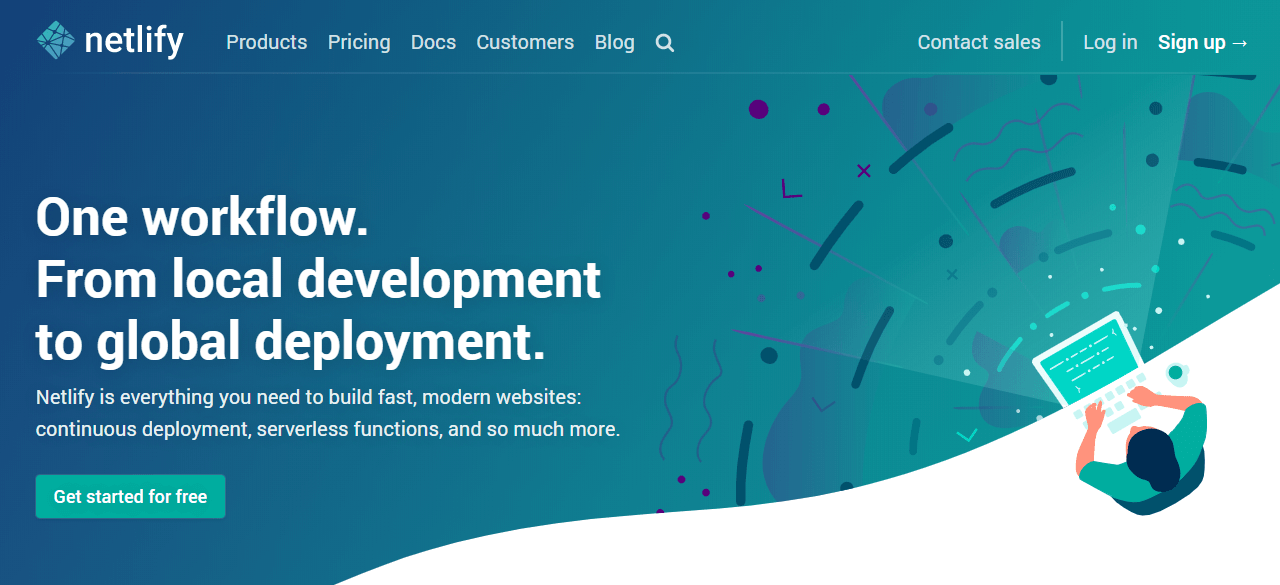 netlify Products Pricing Docs Customers Blog Contact sales Log in Sign up →
One workflow.
From local development
to global deployment.
Netlify is everything you need to build fast, modern websites:
continuous deployment, serverless functions, and so much more.
Get started for free